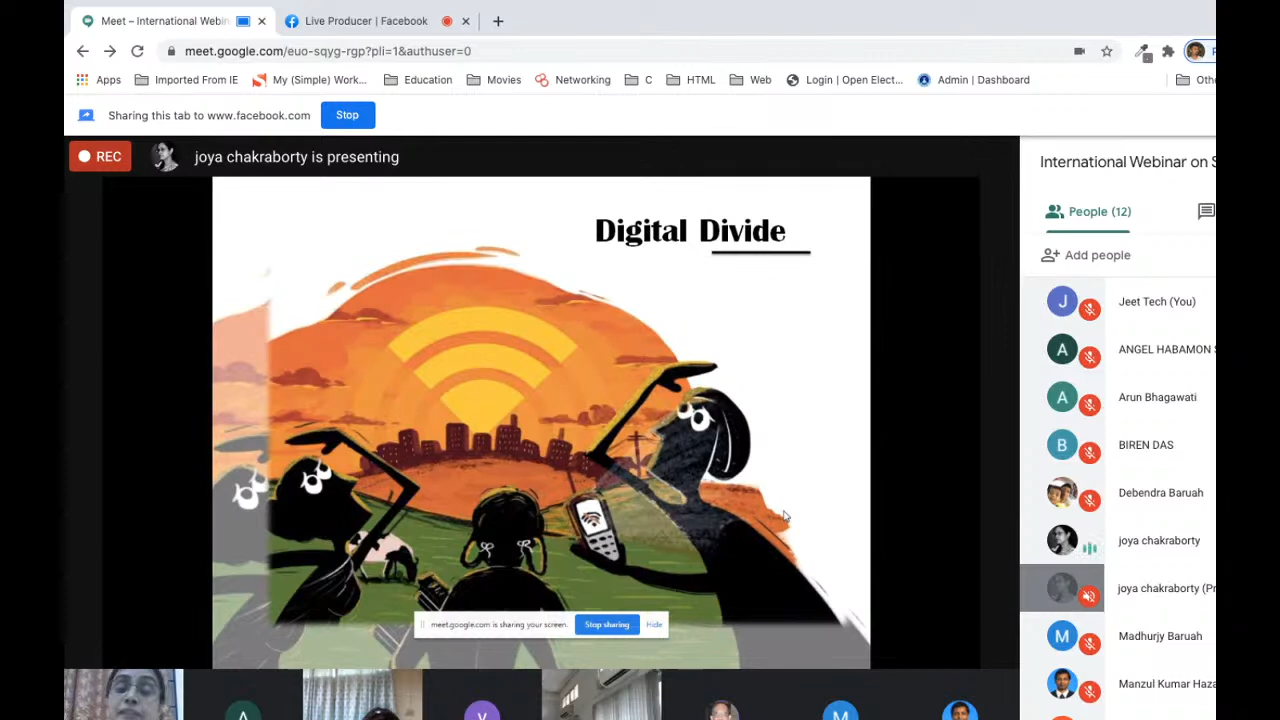 Meet – International Webin
Live Producer | Facebook
meet.google.com/euo-sqyg-rgp?pli=1&authuser=0
Apps Imported From IE My (Simple) Work... Education Movies Networking C HTML Web Login | Open Elect... Admin | Dashboard Othe
Sharing this tab to www.facebook.com Stop
REC joya chakraborty is presenting
International Webinar on S
People (12)
Add people
Digital Divide
J Jeet Tech (You)
A ANGEL HABAMON S
A Arun Bhagawati
B BIREN DAS
Debendra Baruah
joya chakraborty
joya chakraborty (Pr
M Madhurjy Baruah
Manzul Kumar Haza
meet.google.com is sharing your screen. Stop sharing Hide
A Y M